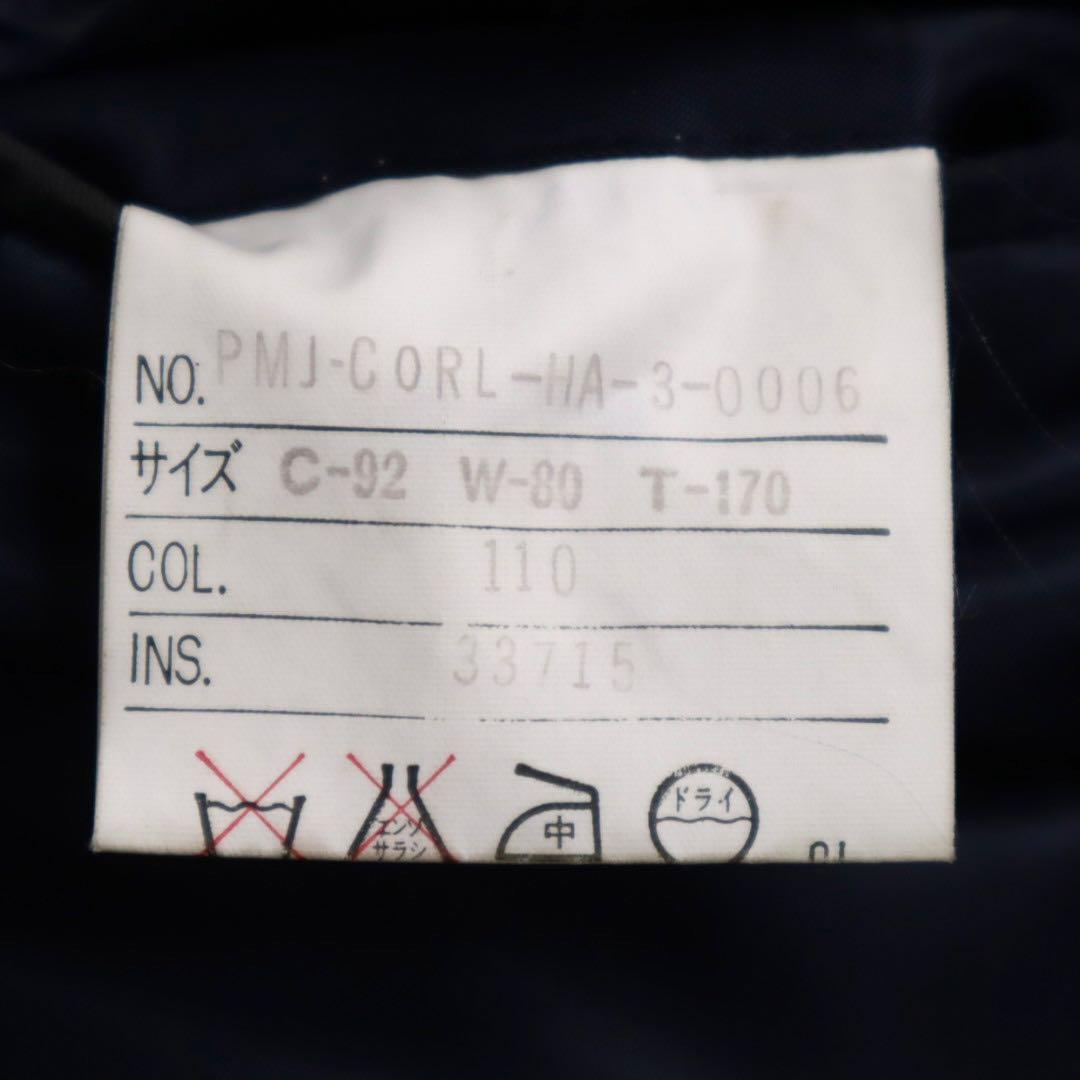 NO. PMJ-CORL-HA-3-0006
サイズ C-92 W-80 T-170
COL. 110
INS. 33715
エンソ サラシ 中 ドライ